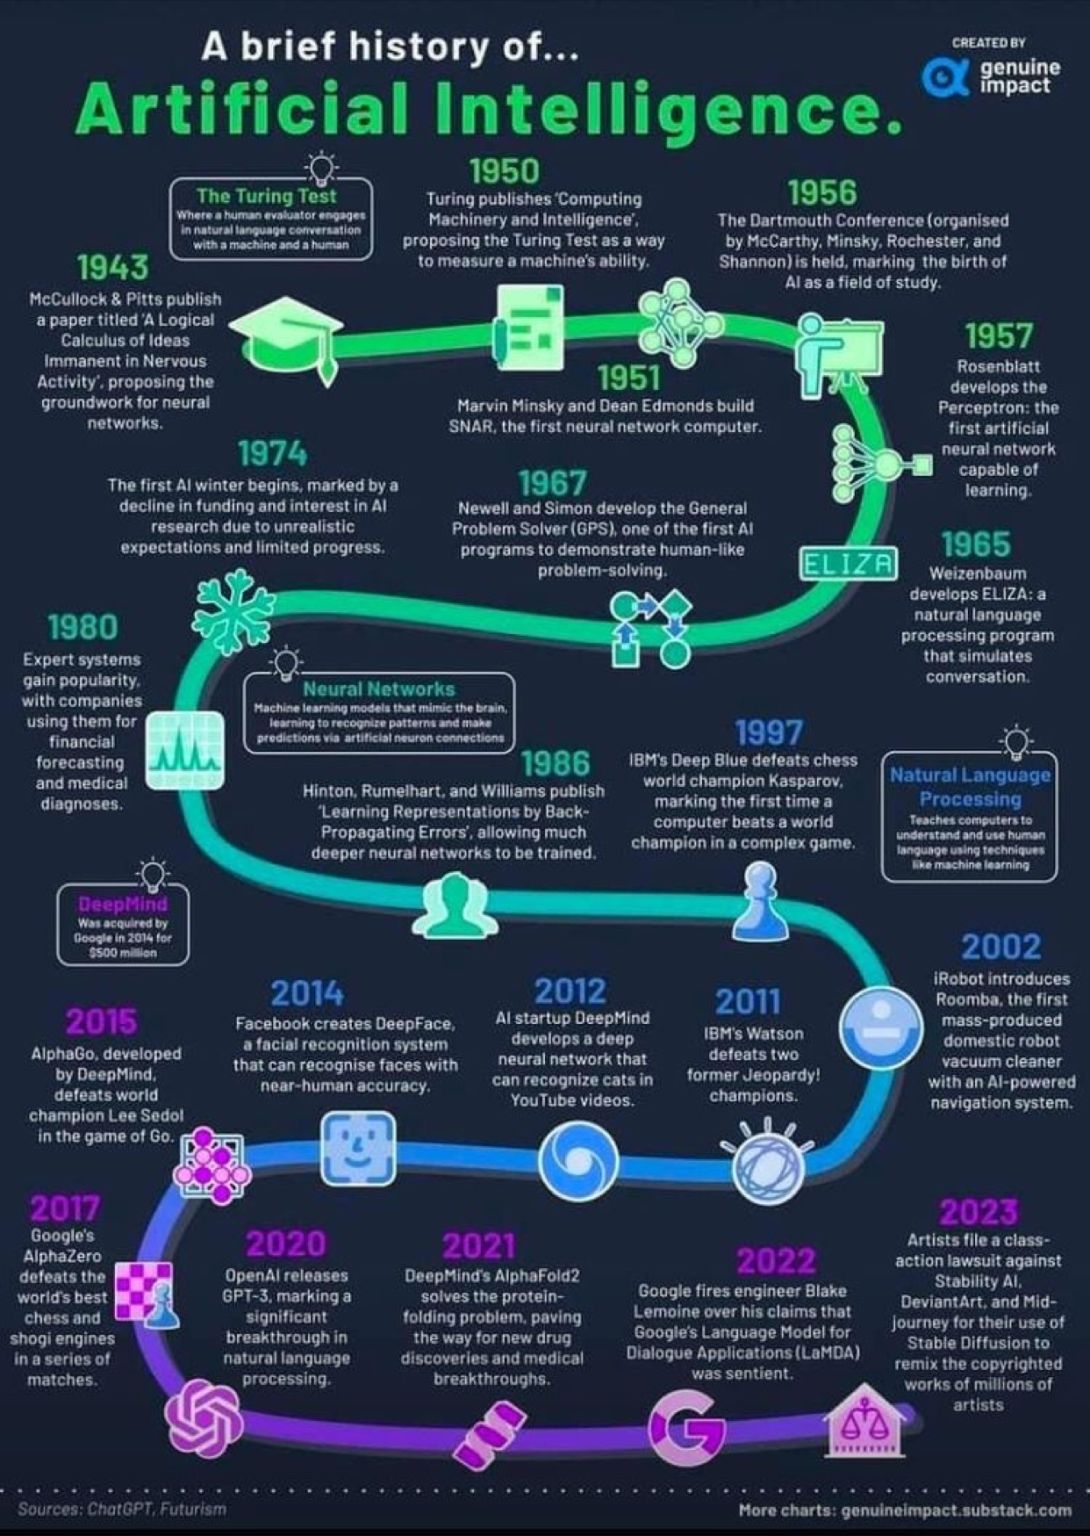 A brief history of...
Artificial Intelligence.
CREATED BY
genuine
impact
The Turing Test
Where a human evaluator engages
in natural language conversation
with a machine and a human
1943
McCullock & Pitts publish
a paper titled 'A Logical
Calculus of Ideas
Immanent in Nervous
Activity', proposing the
groundwork for neural
networks.
1950
Turing publishes 'Computing
Machinery and Intelligence',
proposing the Turing Test as a way
to measure a machine's ability.
1951
Marvin Minsky and Dean Edmonds build
SNAR, the first neural network computer.
1956
The Dartmouth Conference (organised
by McCarthy, Minsky, Rochester, and
Shannon) is held, marking the birth of
AI as a field of study.
1957
Rosenblatt
develops the
Perceptron: the
first artificial
neural network
capable of
learning.
1965
Weizenbaum
develops ELIZA: a
natural language
processing program
that simulates
conversation.
ELIZA
1967
Newell and Simon develop the General
Problem Solver (GPS), one of the first AI
programs to demonstrate human-like
problem-solving.
1974
The first AI winter begins, marked by a
decline in funding and interest in AI
research due to unrealistic
expectations and limited progress.
1980
Expert systems
gain popularity,
with companies
using them for
financial
forecasting
and medical
diagnoses.
Neural Networks
Machine learning models that mimic the brain,
learning to recognize patterns and make
predictions via artificial neuron connections
1986
Hinton, Rumelhart, and Williams publish
'Learning Representations by Back-
Propagating Errors', allowing much
deeper neural networks to be trained.
1997
IBM's Deep Blue defeats chess
world champion Kasparov,
marking the first time a
computer beats a world
champion in a complex game.
Natural Language
Processing
Teaches computers to
understand and use human
language using techniques
like machine learning
2002
iRobot introduces
Roomba, the first
mass-produced
domestic robot
vacuum cleaner
with an AI-powered
navigation system.
2011
IBM's Watson
defeats two
former Jeopardy!
champions.
2012
AI startup DeepMind
develops a deep
neural network that
can recognize cats in
YouTube videos.
2014
Facebook creates DeepFace,
a facial recognition system
that can recognise faces with
near-human accuracy.
DeepMind
Was acquired by
Google in 2014 for
$500 million
2015
AlphaGo, developed
by DeepMind,
defeats world
champion Lee Sedol
in the game of Go.
2017
Google's
AlphaZero
defeats the
world's best
chess and
shogi engines
in a series of
matches.
2020
OpenAI releases
GPT-3, marking a
significant
breakthrough in
natural language
processing.
2021
DeepMind's AlphaFold2
solves the protein-
folding problem, paving
the way for new drug
discoveries and medical
breakthroughs.
2022
Google fires engineer Blake
Lemoine over his claims that
Google's Language Model for
Dialogue Applications (LaMDA)
was sentient.
2023
Artists file a class-
action lawsuit against
Stability AI,
DeviantArt, and Mid-
journey for their use of
Stable Diffusion to
remix the copyrighted
works of millions of
artists
Sources: ChatGPT, Futurism
More charts: genuineimpact.substack.com